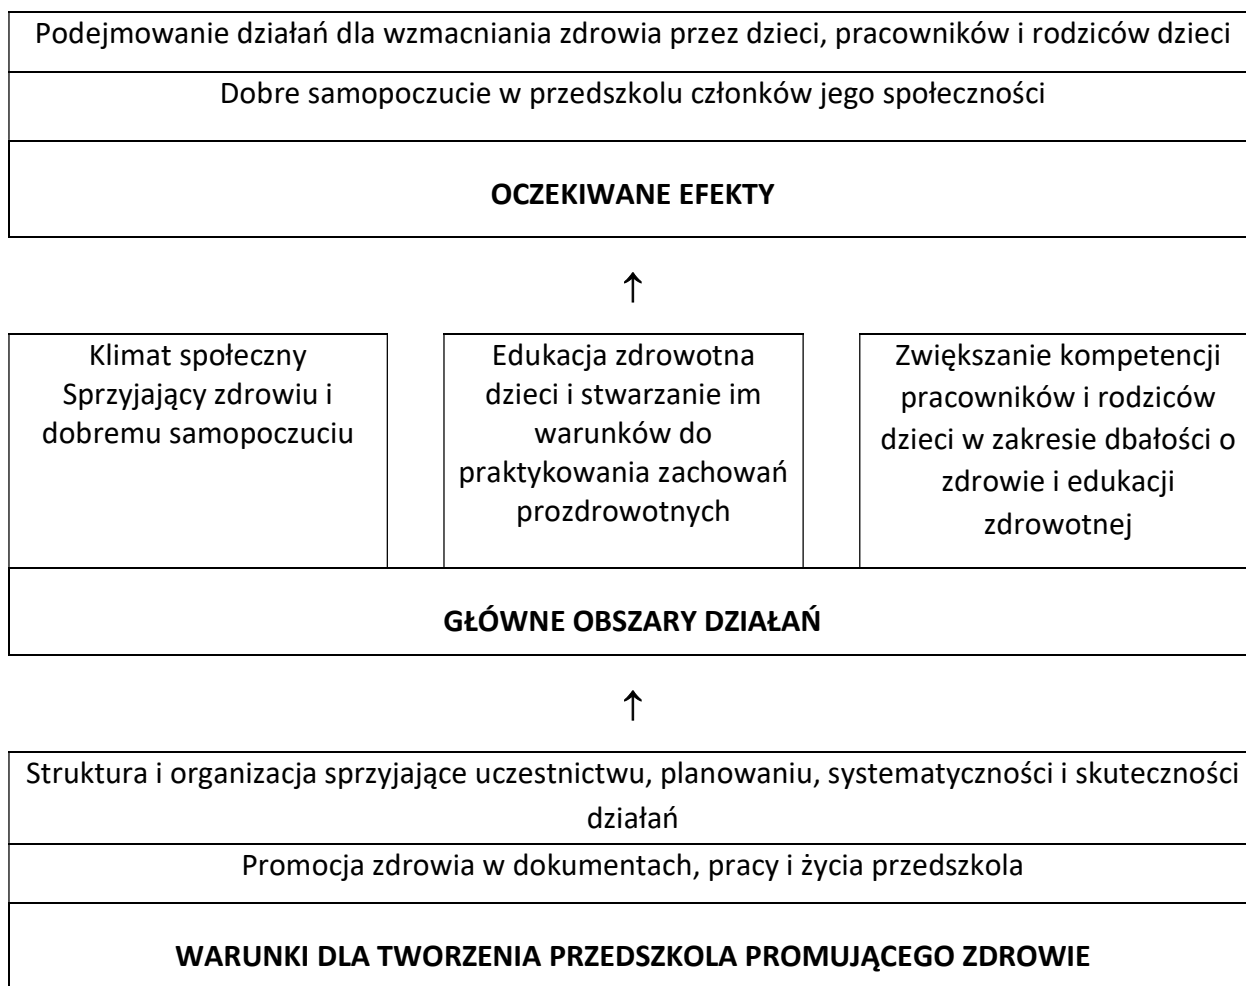 Podejmowanie działań dla wzmacniania zdrowia przez dzieci, pracowników i rodziców dzieci
Dobre samopoczucie w przedszkolu członków jego społeczności
OCZEKIWANE EFEKTY
↑
Klimat społeczny
Sprzyjający zdrowiu i
dobremu samopoczuciu
Edukacja zdrowotna
dzieci i stwarzanie im
warunków do
praktykowania zachowań
prozdrowotnych
Zwiększanie kompetencji
pracowników i rodziców
dzieci w zakresie dbałości o
zdrowie i edukacji
zdrowotnej
GŁÓWNE OBSZARY DZIAŁAŃ
↑
Struktura i organizacja sprzyjające uczestnictwu, planowaniu, systematyczności i skuteczności
działań
Promocja zdrowia w dokumentach, pracy i życia przedszkola
WARUNKI DLA TWORZENIA PRZEDSZKOLA PROMUJĄCEGO ZDROWIE